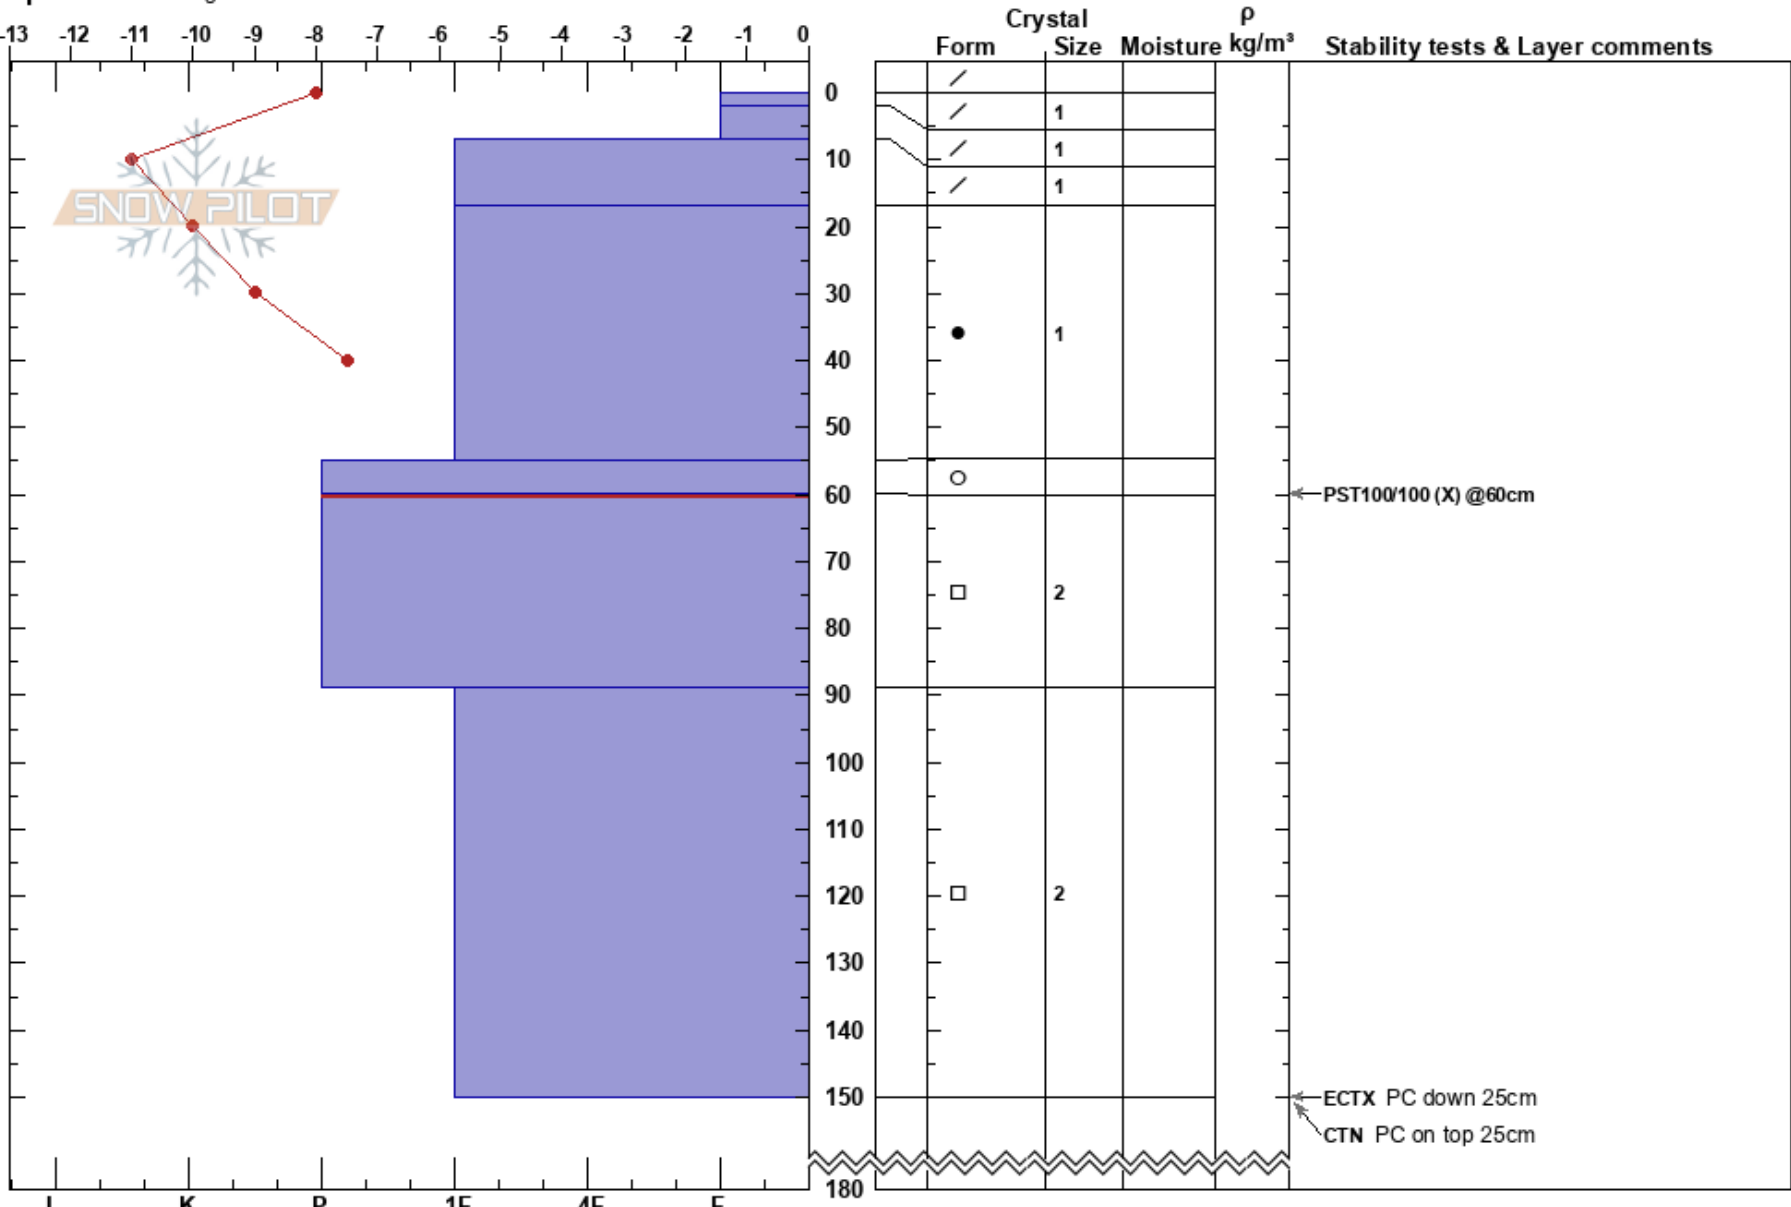 -13 -12 -11 -10 -9 -8 -7 -6 -5 -4 -3 -2 -1 0
Crystal
ρ
Form Size Moisture kg/m³ Stability tests & Layer comments
0
1
1
10
1
SNOW PILOT
20
30
1
40
50
60 PST100/100 (X) @60cm
70
2
80
90
100
110
120 2
130
140
150 ECTX PC down 25cm
CTN PC on top 25cm
180
K P 1F 4F F